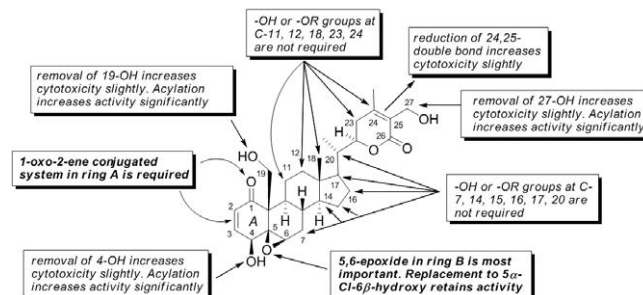 -OH or -OR groups at
C-11, 12, 18, 23, 24
are not required
reduction of 24,25-
double bond increases
cytotoxicity slightly
removal of 19-OH increases
cytotoxicity slightly. Acylation
increases activity significantly
removal of 27-OH increases
cytotoxicity slightly. Acylation
increases activity significantly
1-oxo-2-ene conjugated
system in ring A is required
-OH or -OR groups at C-
7, 14, 15, 16, 17, 20 are
not required
removal of 4-OH increases
cytotoxicity slightly. Acylation
increases activity significantly
5,6-epoxide in ring B is most
important. Replacement to 5α-
Cl-6β-hydroxy retains activity
23
24
25
27
OH
H
O
26
O
20
18
12
11
HO
19
O
17
16
H
14
H
H
1
2
A
3
4
5
6
7
OH
O